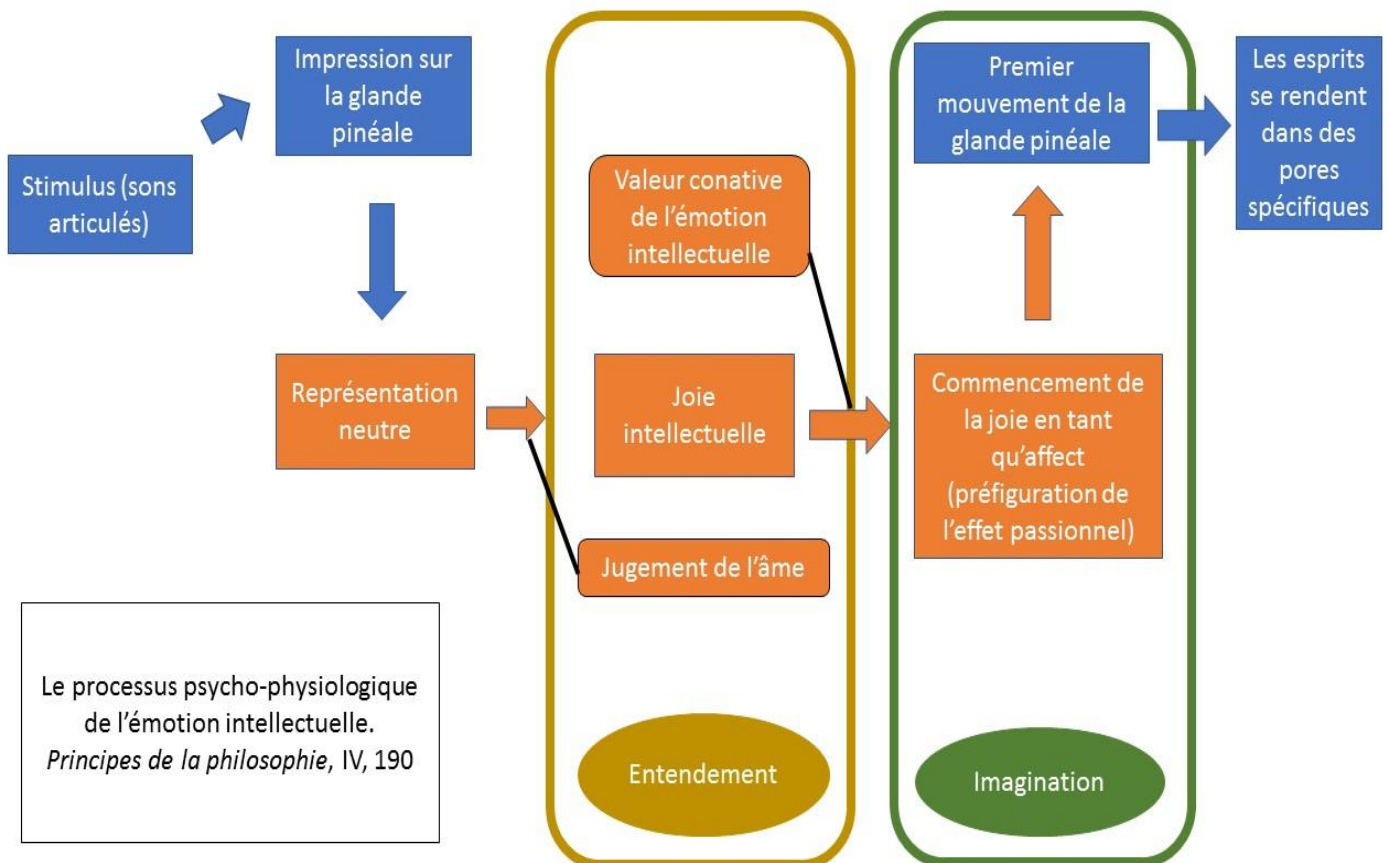 Stimulus (sons
articulés)
Impression sur
la glande
pinéale
Représentation
neutre
Valeur conative
de l’émotion
intellectuelle
Joie
intellectuelle
Jugement de l’âme
Entendement
Premier
mouvement de la
glande pinéale
Commencement de
la joie en tant
qu’affect
(préfiguration de
l’effet passionnel)
Imagination
Les esprits
se rendent
dans des
pores
spécifiques
Le processus psycho-physiologique
de l’émotion intellectuelle.
Principes de la philosophie, IV, 190